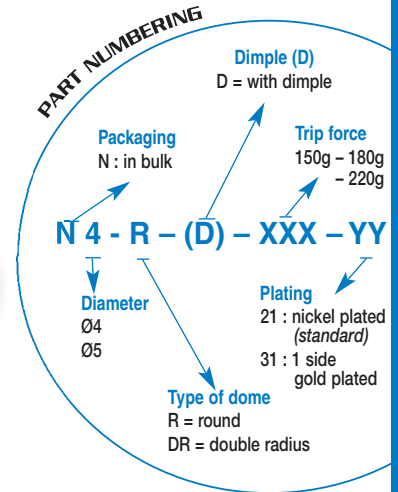 PART NUMBERING
Dimple (D)
D = with dimple
Packaging
N : in bulk
Trip force
150g – 180g
– 220g
N 4 - R – (D) – XXX – YY
Diameter
Ø4
Ø5
Plating
21 : nickel plated
(standard)
31 : 1 side
gold plated
Type of dome
R = round
DR = double radius